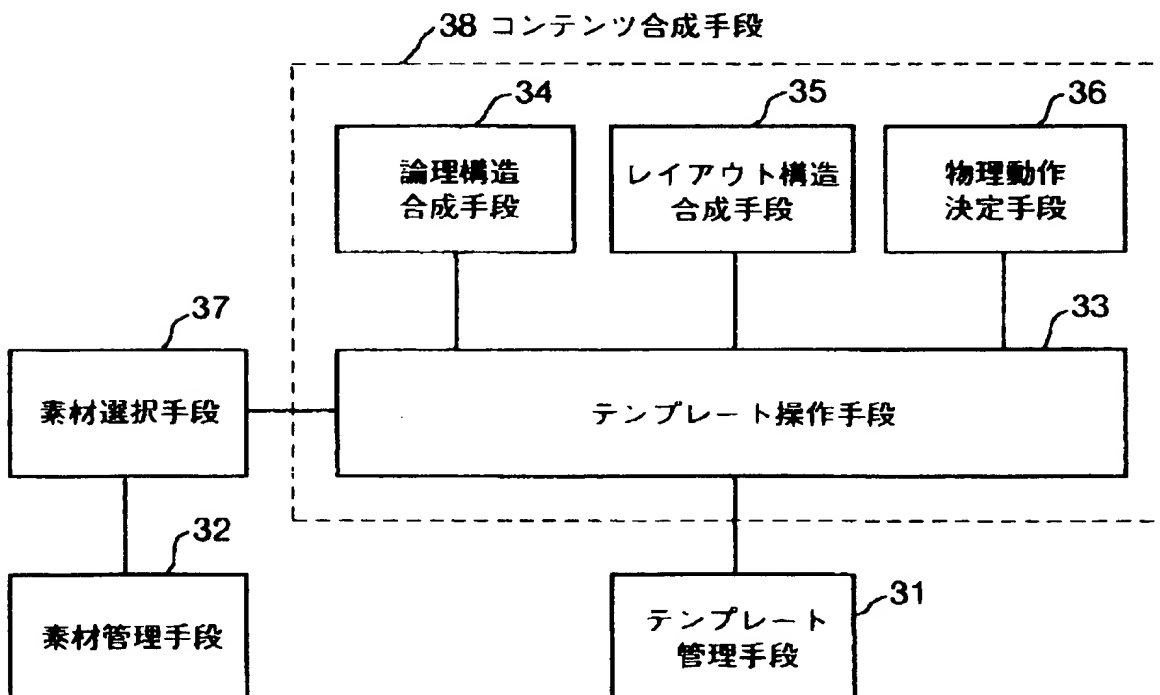 38 コンテンツ合成手段
34
35
36
論理構造
合成手段
レイアウト構造
合成手段
物理動作
決定手段
37
33
素材選択手段
テンプレート操作手段
32
31
素材管理手段
テンプレート
管理手段